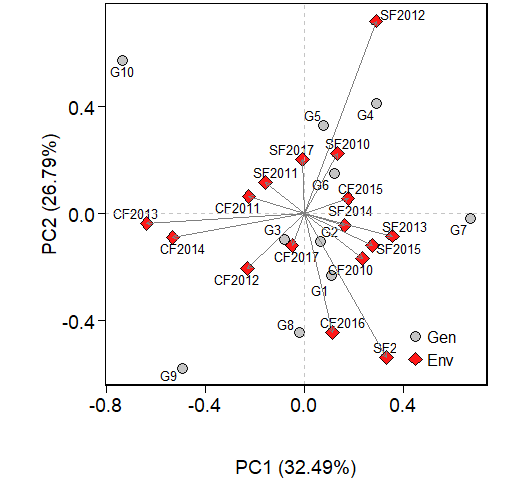 SF2012
G10
0.4
G4
G5
SF2010
SF2017
SF2011
G6
CF2015
CF2011
SF2014
CF2013
0.0
SF2013
G7
G3
G2
CF2014
CF2017
SF2015
CF2012
CF2010
G1
PC2 (26.79%)
-0.4
G8
CF2016
Gen
SF2
Env
G9
-0.8
-0.4
0.0
0.4
PC1 (32.49%)